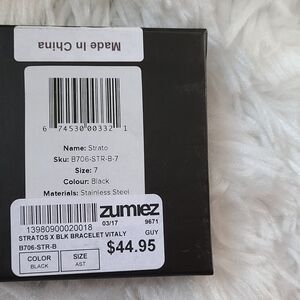 Made In China
6 74530 00332 1
Name: Strato
Sku: B706-STR-B-7
Size: 7
Colour: Black
Materials: Stainless Steel
zumiez
13980900020018 03/17 9671
STRATOS X BLK BRACELET VITALY GUY
B706-STR-B
$44.95
COLOR SIZE
BLACK AST